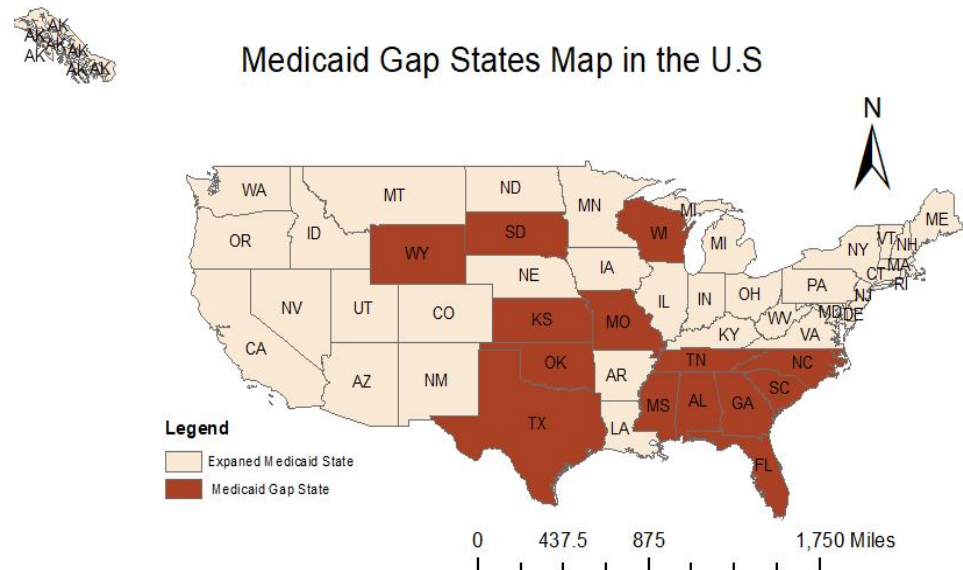 AK
AK
AK
AK
AK
AK
AK
Medicaid Gap States Map in the U.S
N
WA
MT
ND
MN
MI
ME
OR
ID
SD
WI
MI
NY
VT
NH
WY
MA
CT
RI
NE
IA
PA
NJ
NV
UT
CO
IL
IN
OH
MD
DE
WV
VA
KS
MO
KY
CA
TN
NC
AZ
NM
OK
AR
SC
MS
AL
GA
TX
LA
FL
Legend
Expaned Medicaid State
Medicaid Gap State
0 437.5 875 1,750 Miles